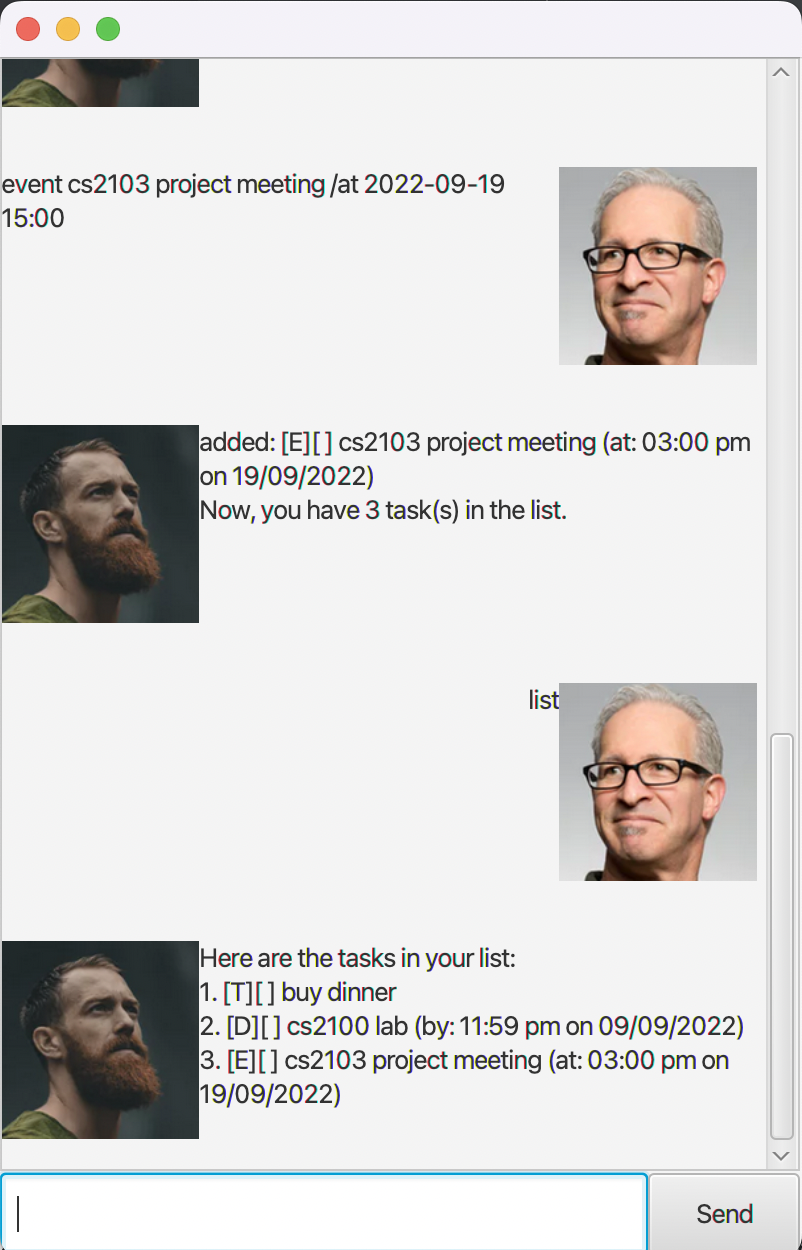 event cs2103 project meeting /at 2022-09-19
15:00
added: [E][ ] cs2103 project meeting (at: 03:00 pm
on 19/09/2022)
Now, you have 3 task(s) in the list.
list
Here are the tasks in your list:
1. [T][ ] buy dinner
2. [D][ ] cs2100 lab (by: 11:59 pm on 09/09/2022)
3. [E][ ] cs2103 project meeting (at: 03:00 pm on
19/09/2022)
Send